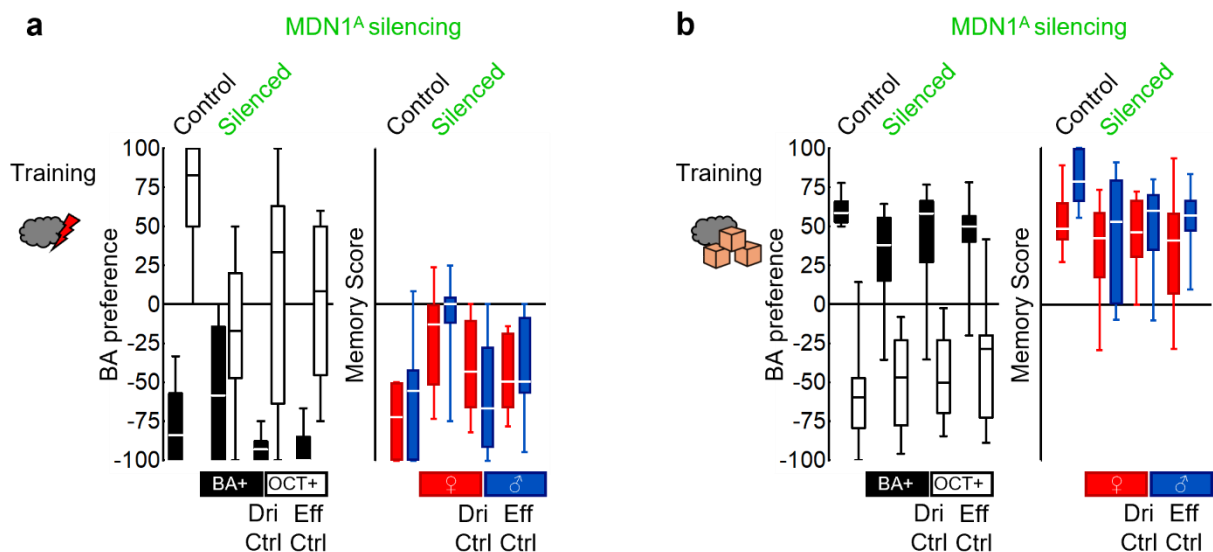 a
MDN1ᴬ silencing
Control
Silenced
Control
Silenced
Training
BA preference
100
75
50
25
0
-25
-50
-75
-100
Memory Score
BA+
OCT+
♀
♂
Dri
Ctrl
Eff
Ctrl
Dri
Ctrl
Eff
Ctrl
b
MDN1ᴬ silencing
Control
Silenced
Control
Silenced
Training
BA preference
100
75
50
25
0
-25
-50
-75
-100
Memory Score
BA+
OCT+
♀
♂
Dri
Ctrl
Eff
Ctrl
Dri
Ctrl
Eff
Ctrl